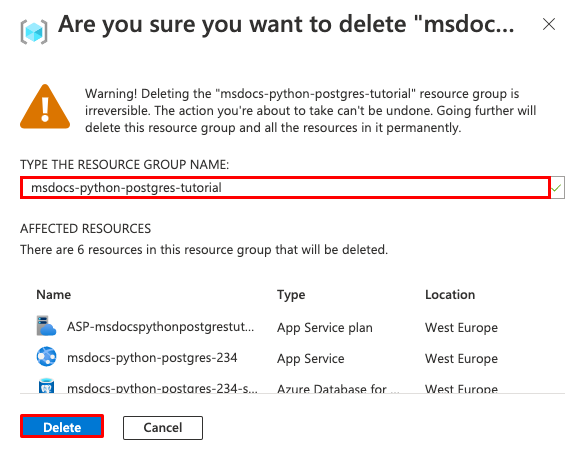 Are you sure you want to delete "msdoc...
Warning! Deleting the "msdocs-python-postgres-tutorial" resource group is
irreversible. The action you're about to take can't be undone. Going further will
delete this resource group and all the resources in it permanently.
TYPE THE RESOURCE GROUP NAME:
msdocs-python-postgres-tutorial
AFFECTED RESOURCES
There are 6 resources in this resource group that will be deleted.
Name Type Location
ASP-msdocspythonpostgrestut... App Service plan West Europe
msdocs-python-postgres-234 App Service West Europe
msdocs-python-postgres-234-s... Azure Database for ... West Europe
Delete Cancel